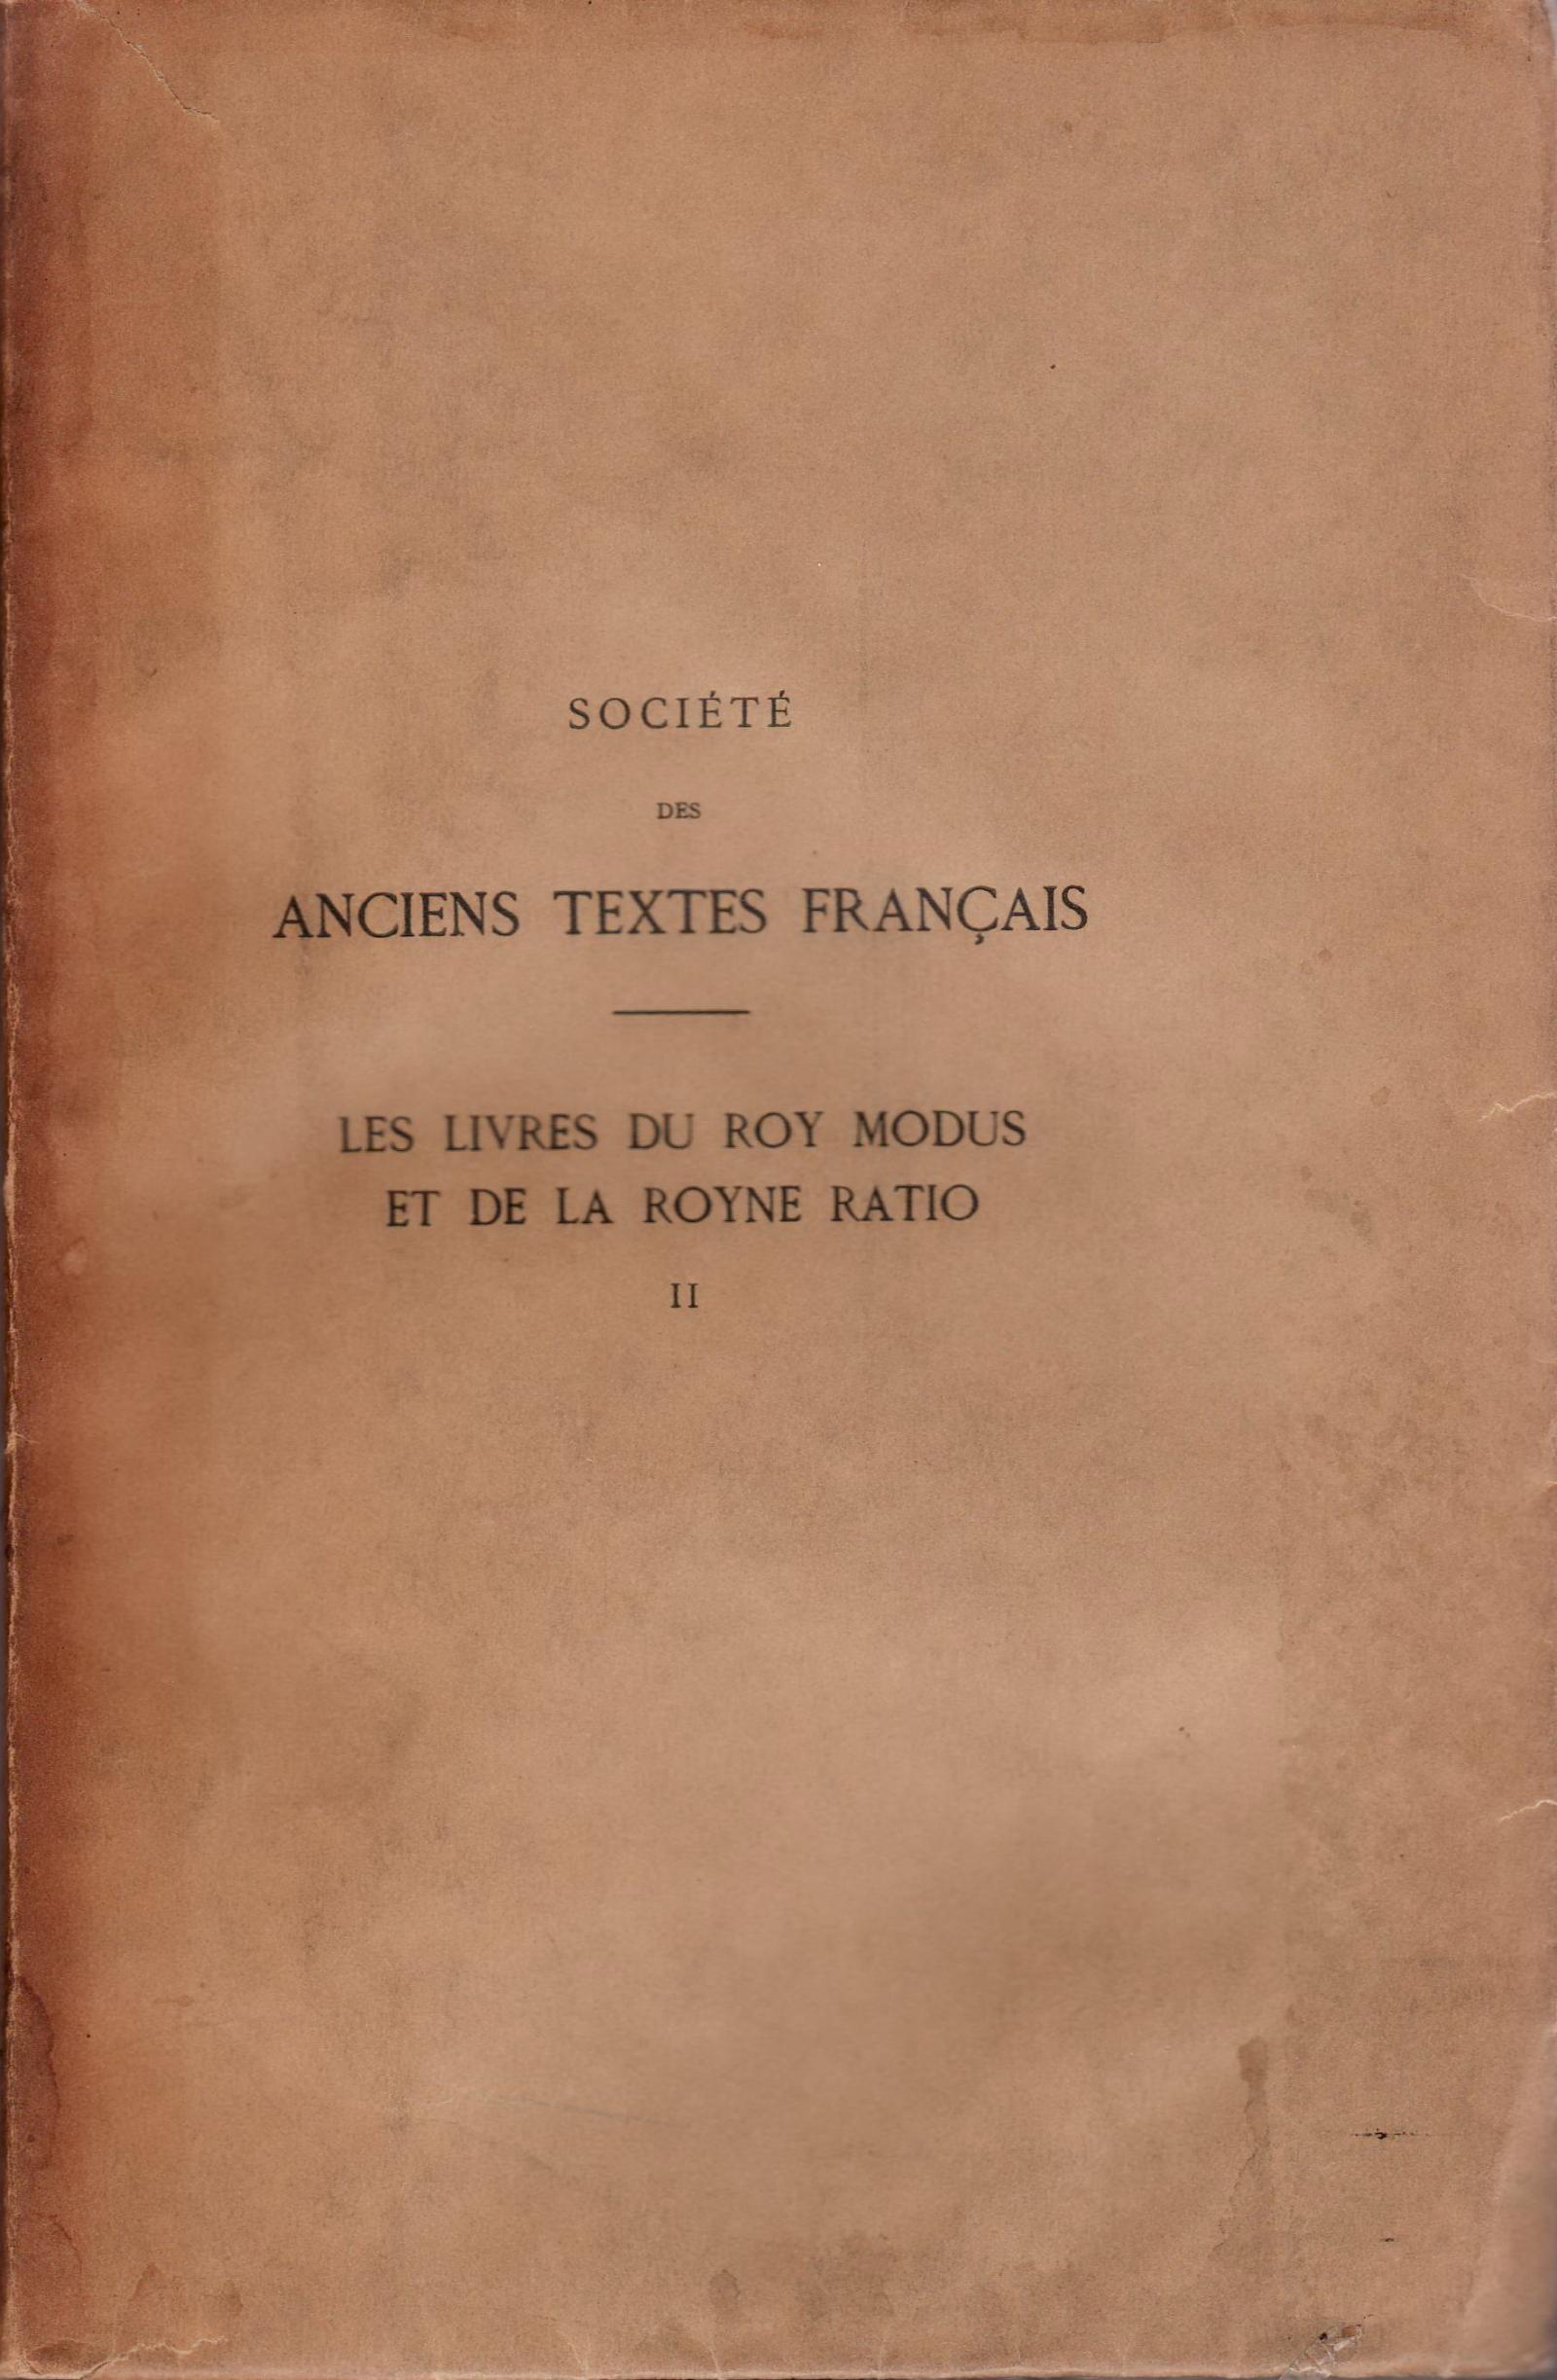 SOCIÉTÉ
DES
ANCIENS TEXTES FRANÇAIS
LES LIVRES DU ROY MODUS
ET DE LA ROYNE RATIO
II